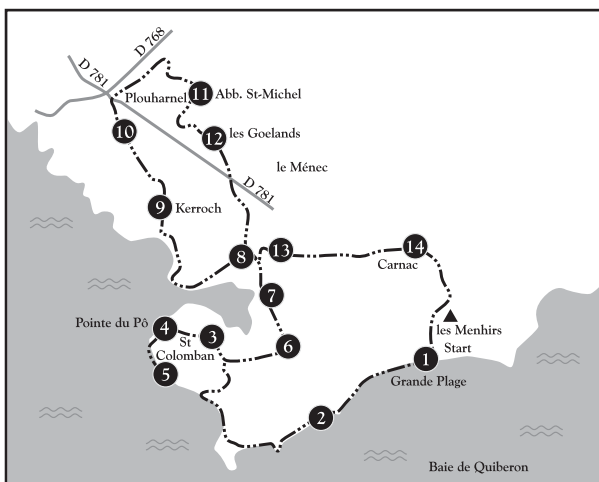 D 768
D 781
Plouharnel
11
Abb. St-Michel
10
12
les Goelands
le Ménec
D 781
9
Kerroch
8
13
14
Carnac
7
Pointe du Pô
4
St
Colomban
3
6
5
les Menhirs
Start
1
Grande Plage
2
Baie de Quiberon